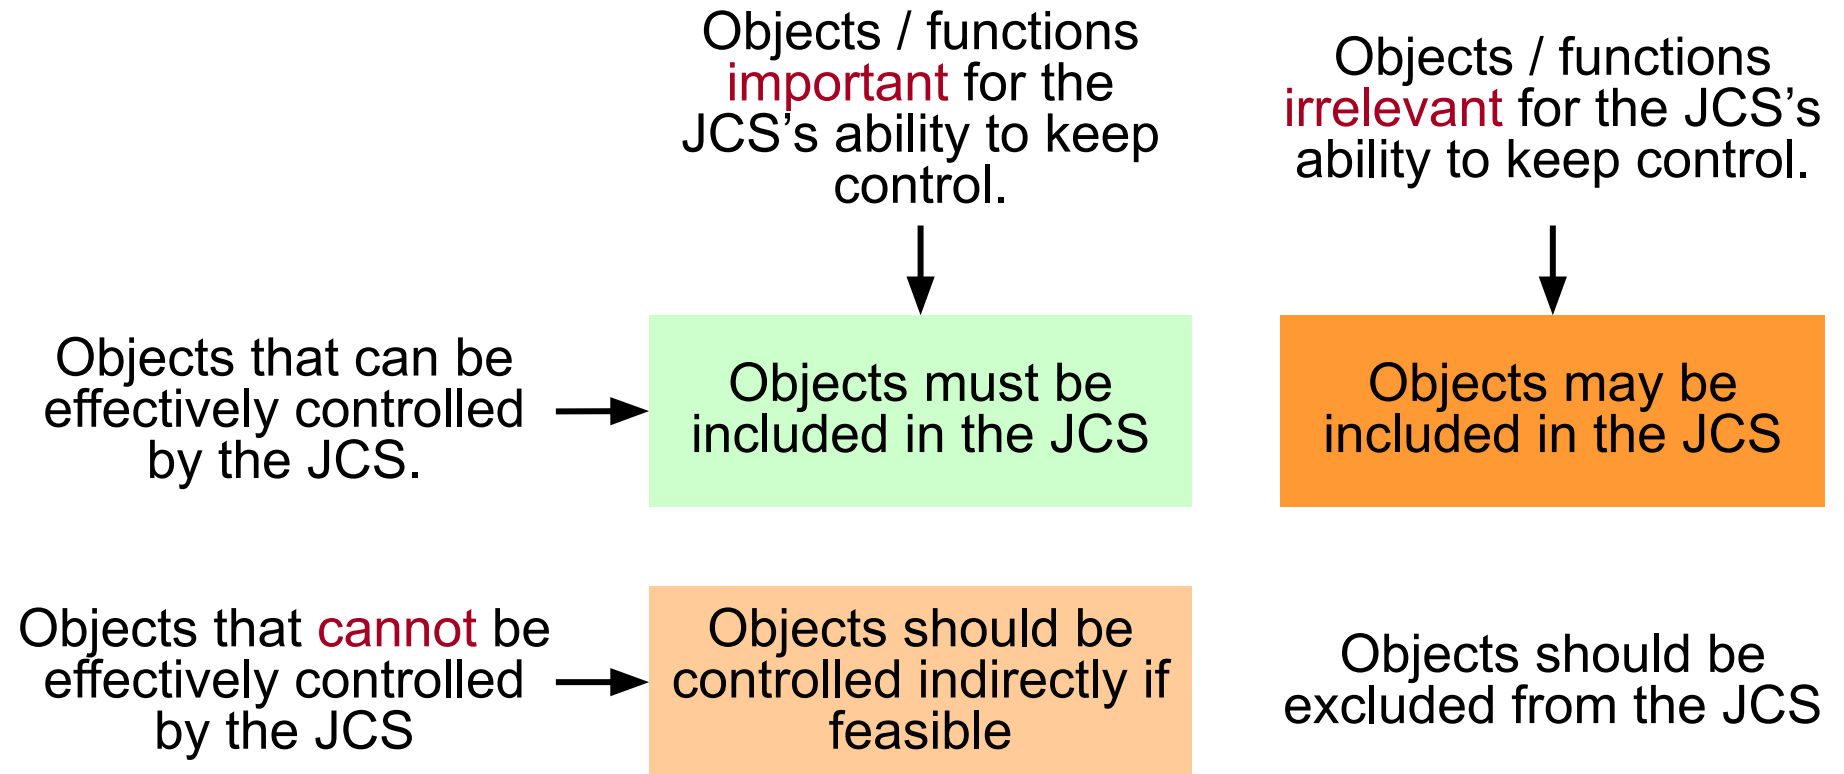 Objects / functions
important for the
JCS’s ability to keep
control.
Objects / functions
irrelevant for the JCS’s
ability to keep control.
Objects that can be
effectively controlled
by the JCS.
Objects must be
included in the JCS
Objects may be
included in the JCS
Objects that cannot be
effectively controlled
by the JCS
Objects should be
controlled indirectly if
feasible
Objects should be
excluded from the JCS